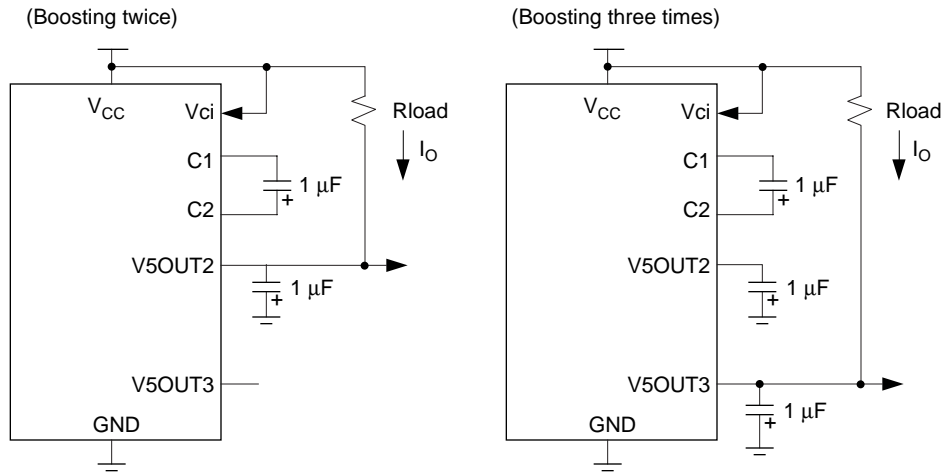 (Boosting twice)
VCC
Vci
Rload
IO
C1
1 μF
+
C2
V5OUT2
1 μF
+
V5OUT3
GND
(Boosting three times)
VCC
Vci
Rload
IO
C1
1 μF
+
C2
V5OUT2
1 μF
+
V5OUT3
1 μF
+
GND